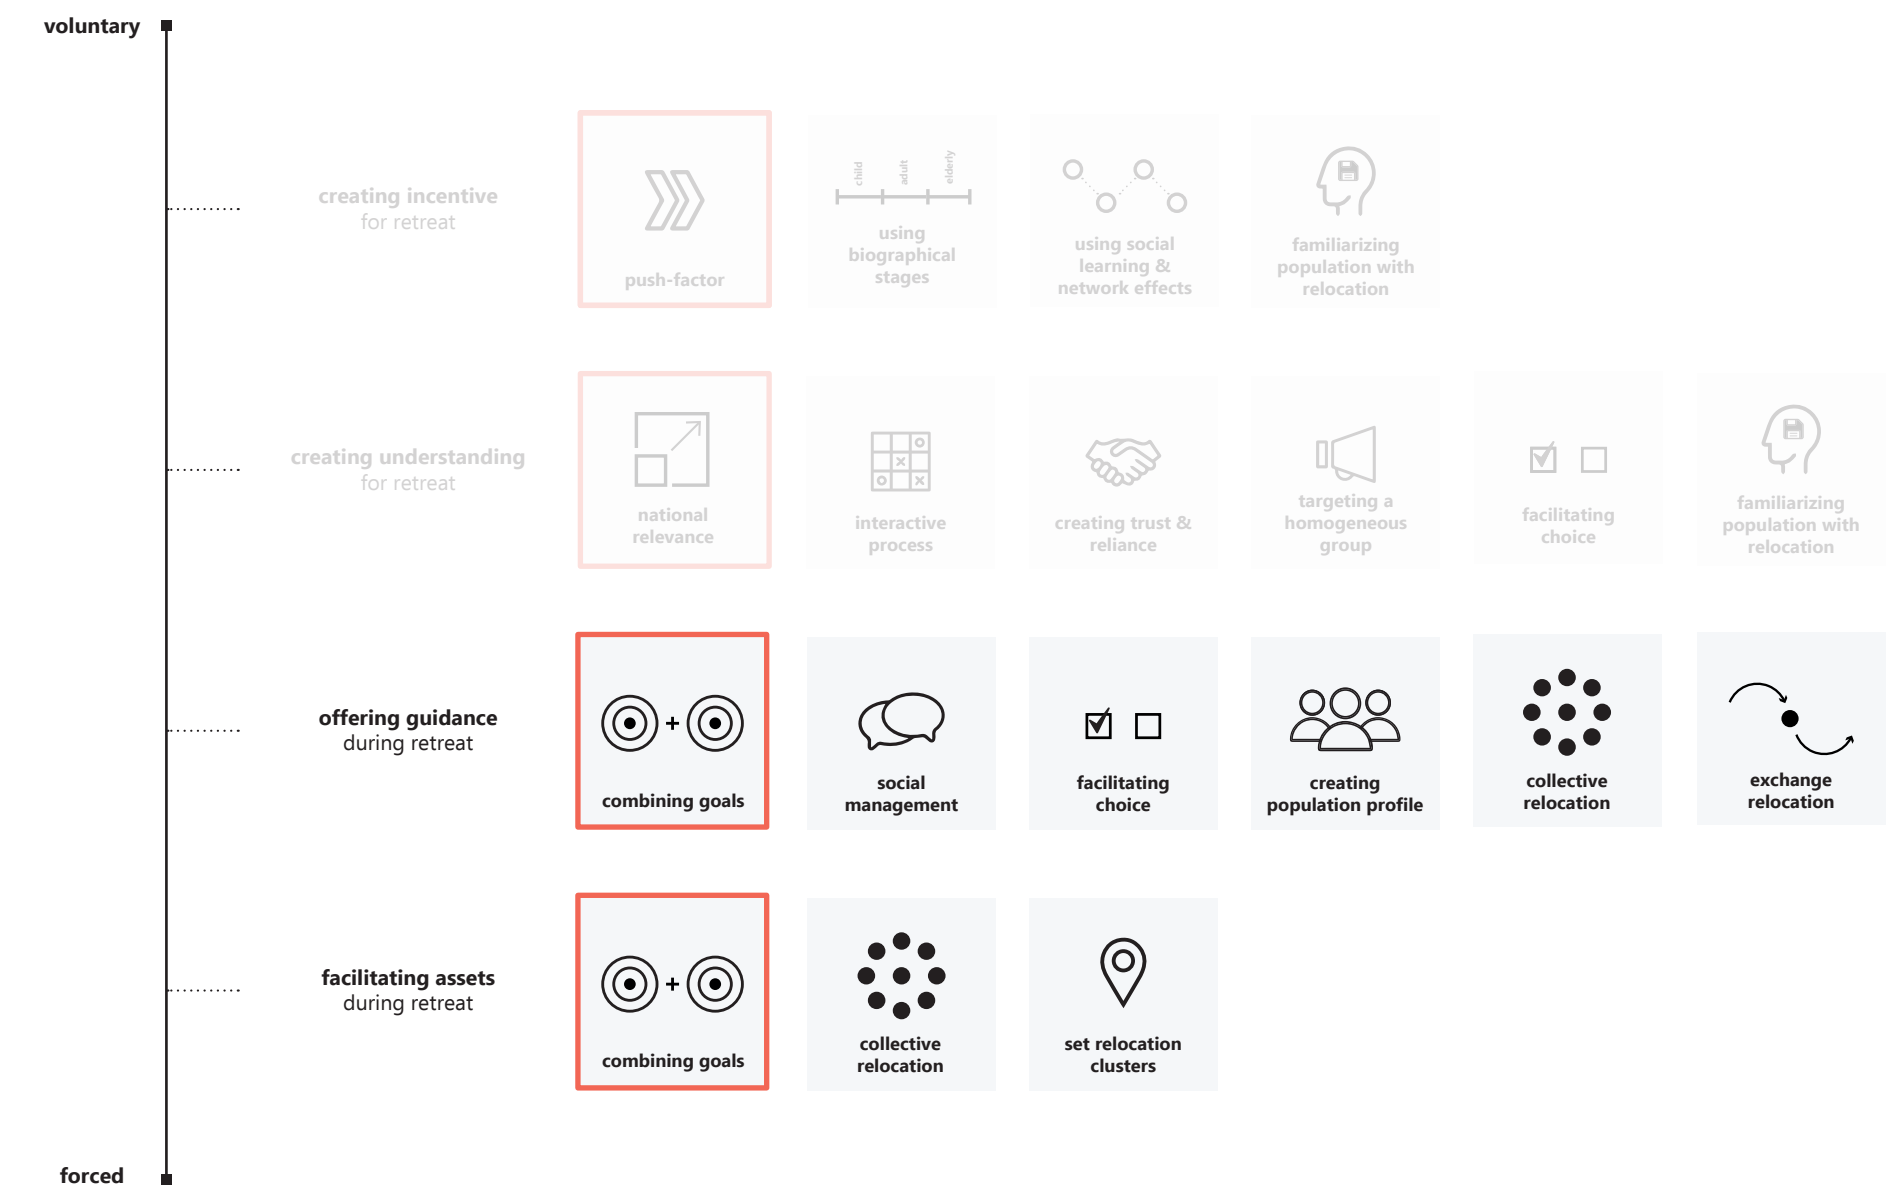 voluntary
creating incentive
for retreat
push-factor
child
adult
elderly
using
biographical
stages
using social
learning &
network effects
familiarizing
population with
relocation
creating understanding
for retreat
national
relevance
interactive
process
creating trust &
reliance
targeting a
homogeneous
group
facilitating
choice
familiarizing
population with
relocation
offering guidance
during retreat
combining goals
social
management
facilitating
choice
creating
population profile
collective
relocation
exchange
relocation
facilitating assets
during retreat
combining goals
collective
relocation
set relocation
clusters
forced